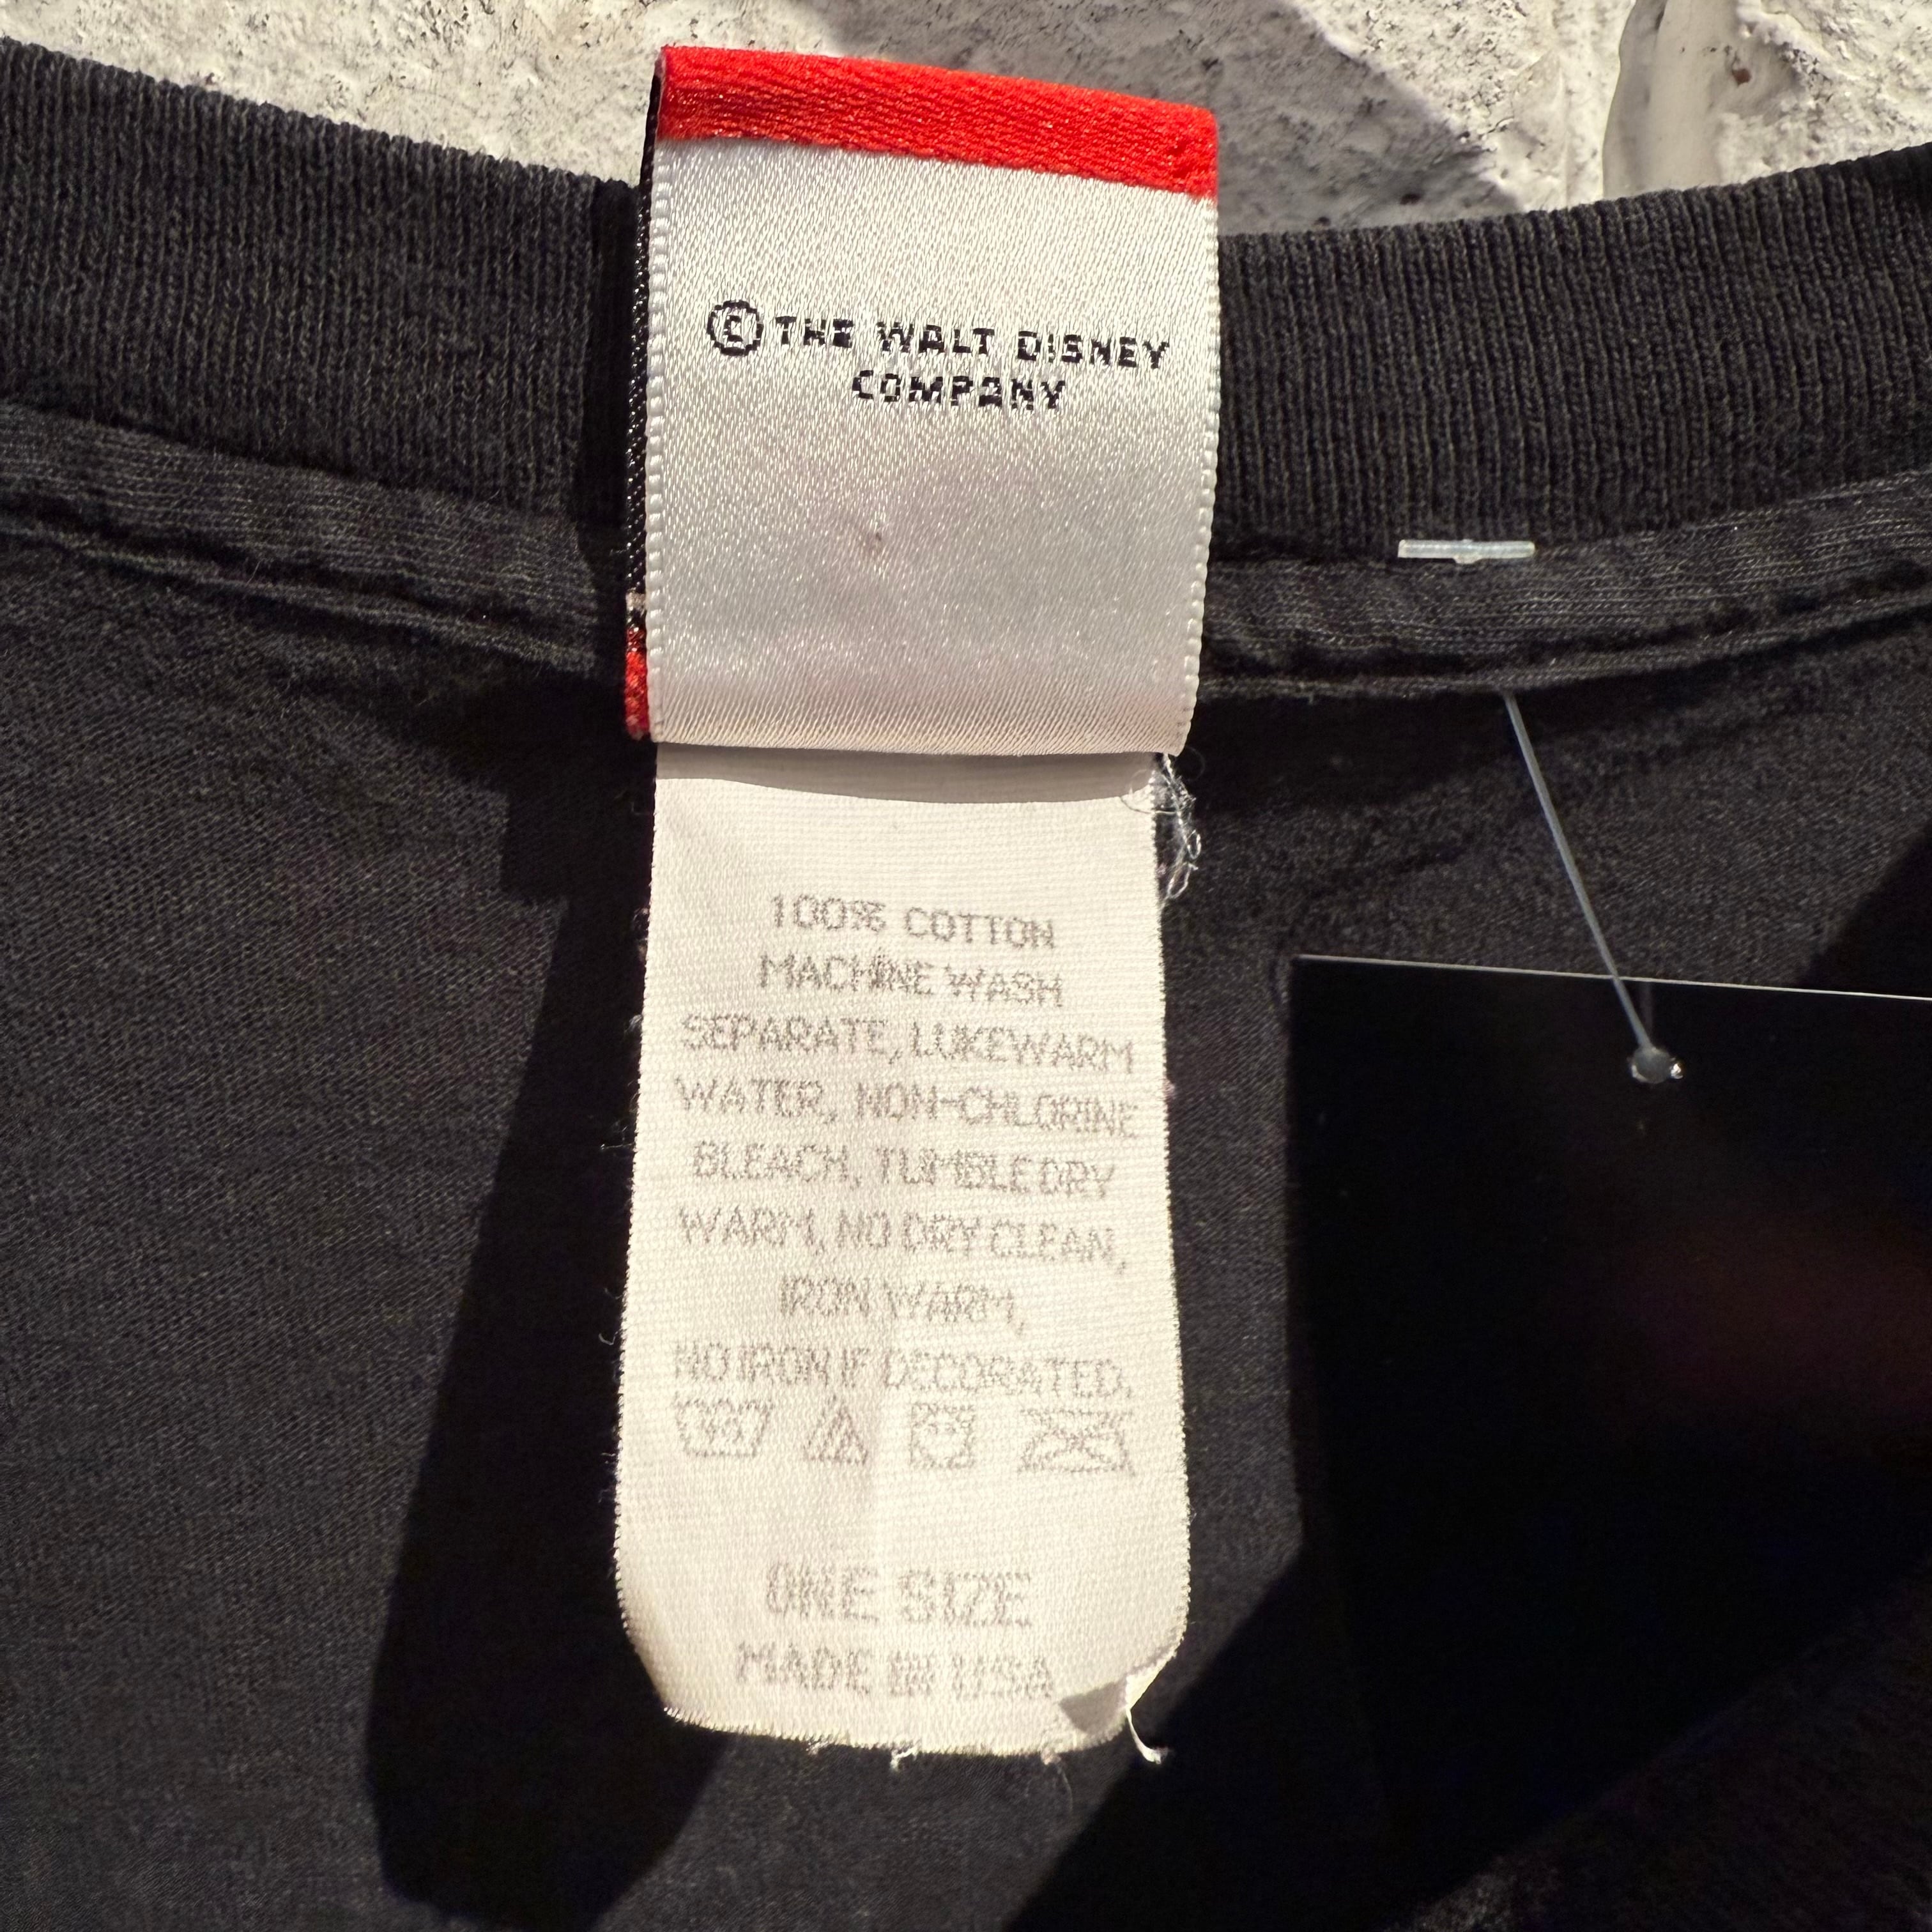 © THE WALT DISNEY
COMPANY
100% COTTON
MACHINE WASH
SEPARATE, LUKEWARM
WATER, NON-CHLORINE
BLEACH, TUMBLE DRY
WARM, NO DRY CLEAN,
IRON WARM,
NO IRON IF DECORATED.
ONE SIZE
MADE IN USA